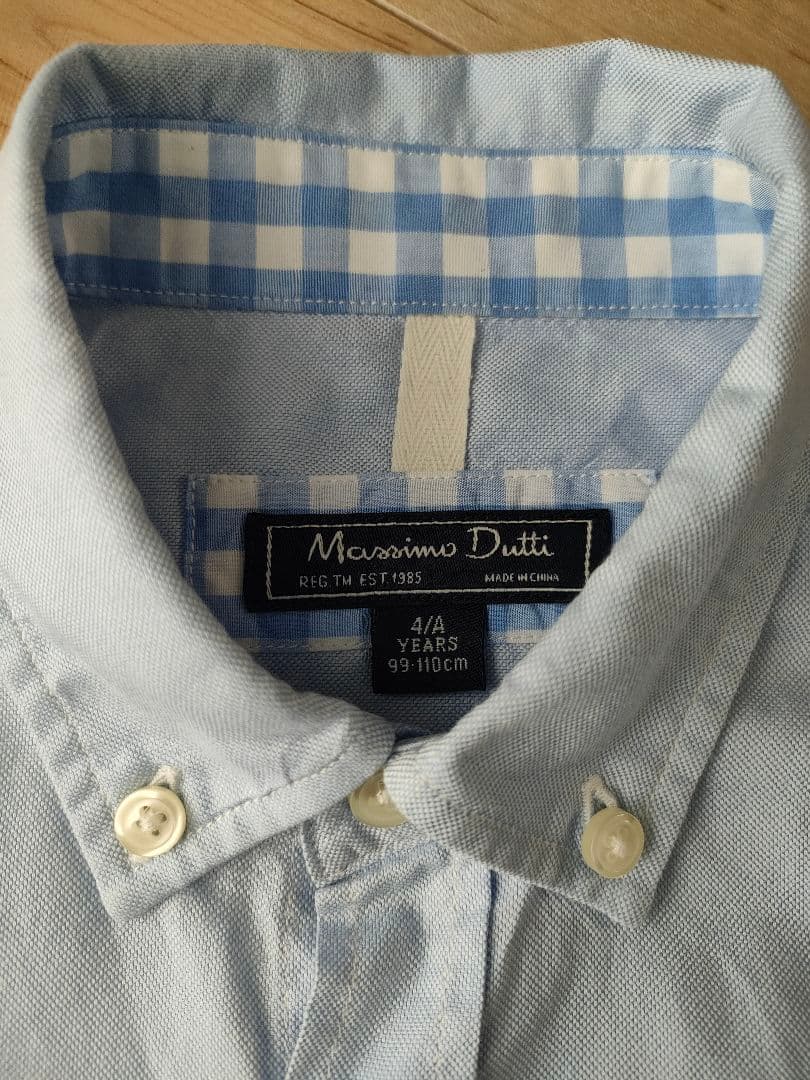 Massimo Dutti
REG. TM EST. 1985 MADE IN CHINA
4/A
YEARS
99-110cm